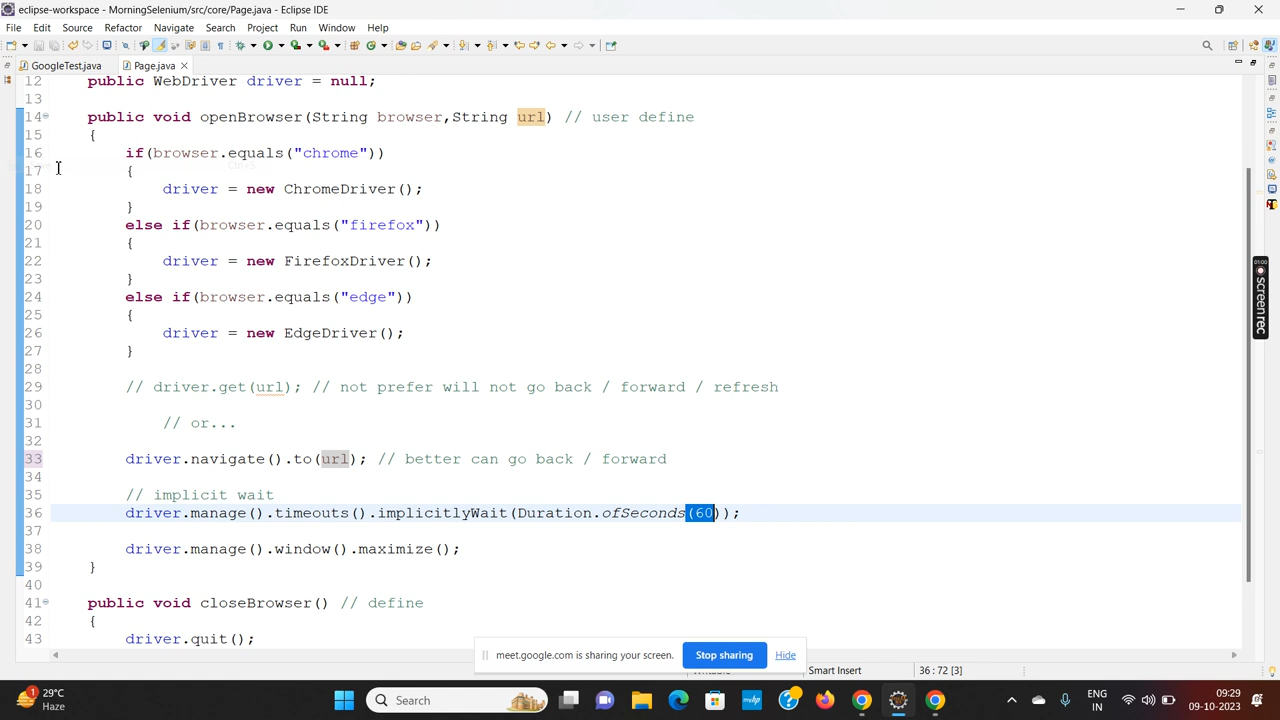 eclipse-workspace - MorningSelenium/src/core/Page.java - Eclipse IDE
File Edit Source Refactor Navigate Search Project Run Window Help
GoogleTest.java Page.java
12 public WebDriver driver = null;
13
14 public void openBrowser(String browser,String url) // user define
15 {
16 if(browser.equals("chrome"))
17 {
18 driver = new ChromeDriver();
19 }
20 else if(browser.equals("firefox"))
21 {
22 driver = new FirefoxDriver();
23 }
24 else if(browser.equals("edge"))
25 {
26 driver = new EdgeDriver();
27 }
28
29 // driver.get(url); // not prefer will not go back / forward / refresh
30
31 // or...
32
33 driver.navigate().to(url); // better can go back / forward
34
35 // implicit wait
36 driver.manage().timeouts().implicitlyWait(Duration.ofSeconds(60));
37
38 driver.manage().window().maximize();
39 }
40
41 public void closeBrowser() // define
42 {
43 driver.quit();
01:00
screen rec
meet.google.com is sharing your screen. Stop sharing Hide
Smart Insert 36 : 72 [3]
1 29°C
Haze
Search
ENG
IN
09:29
09-10-2023